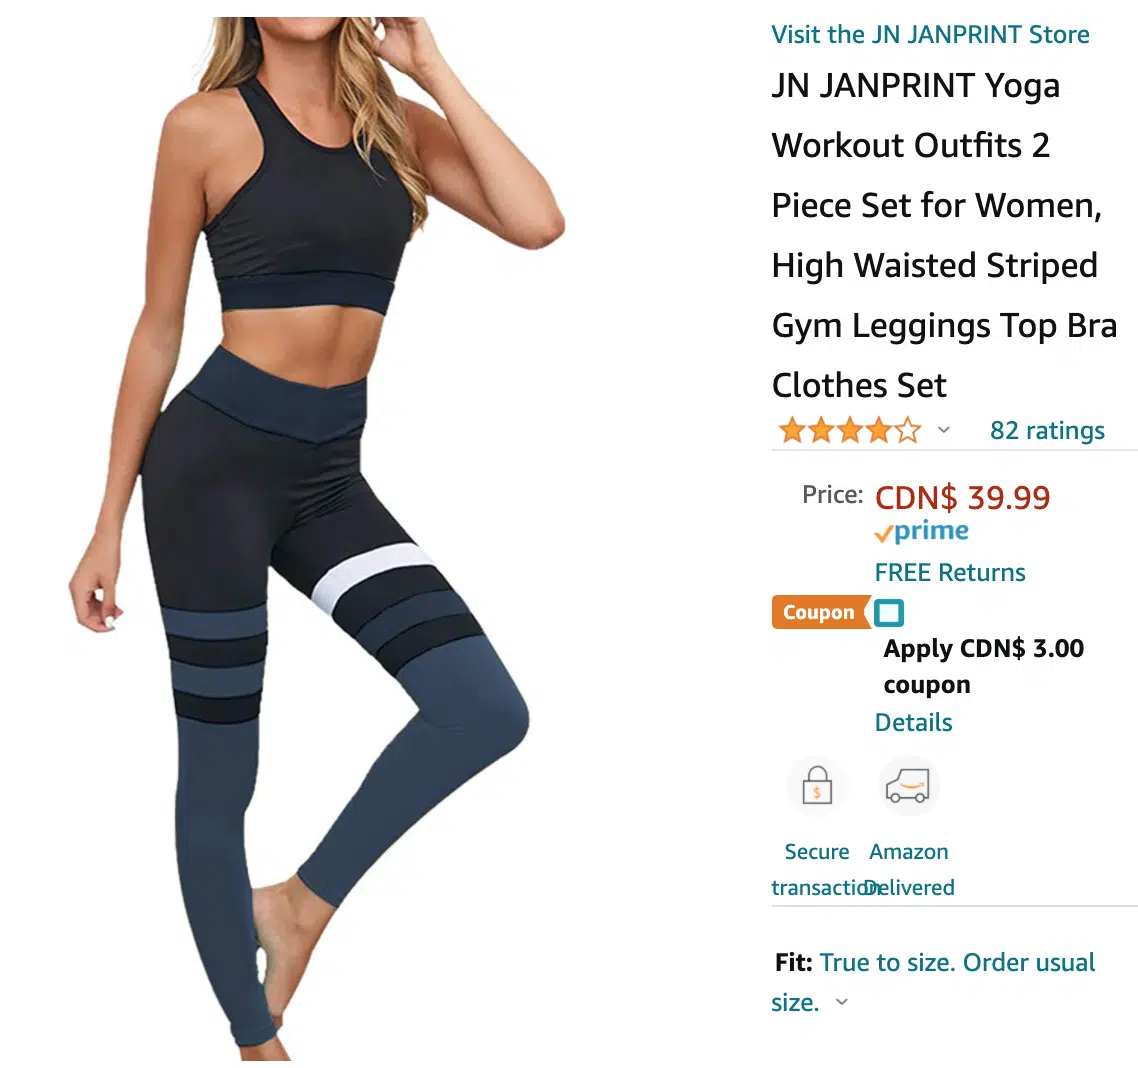 Visit the JN JANPRINT Store
JN JANPRINT Yoga
Workout Outfits 2
Piece Set for Women,
High Waisted Striped
Gym Leggings Top Bra
Clothes Set
82 ratings
Price: CDN$ 39.99
prime
FREE Returns
Coupon
Apply CDN$ 3.00
coupon
Details
$
Secure transaction
Amazon Delivered
Fit: True to size. Order usual
size.